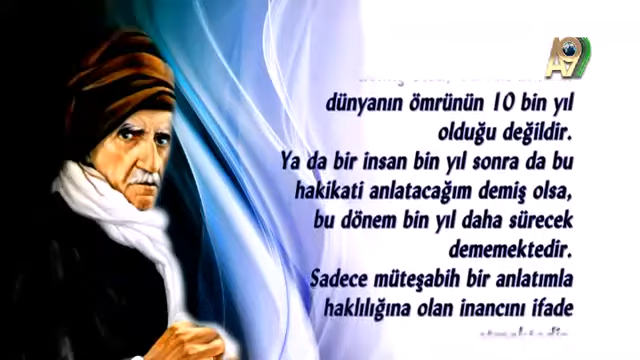 A9
dünyanın ömrünün 10 bin yıl
olduğu değildir.
Ya da bir insan bin yıl sonra da bu
hakikati anlatacağım demiş olsa,
bu dönem bin yıl daha sürecek
dememektedir.
Sadece müteşabih bir anlatımla
haklılığına olan inancını ifade